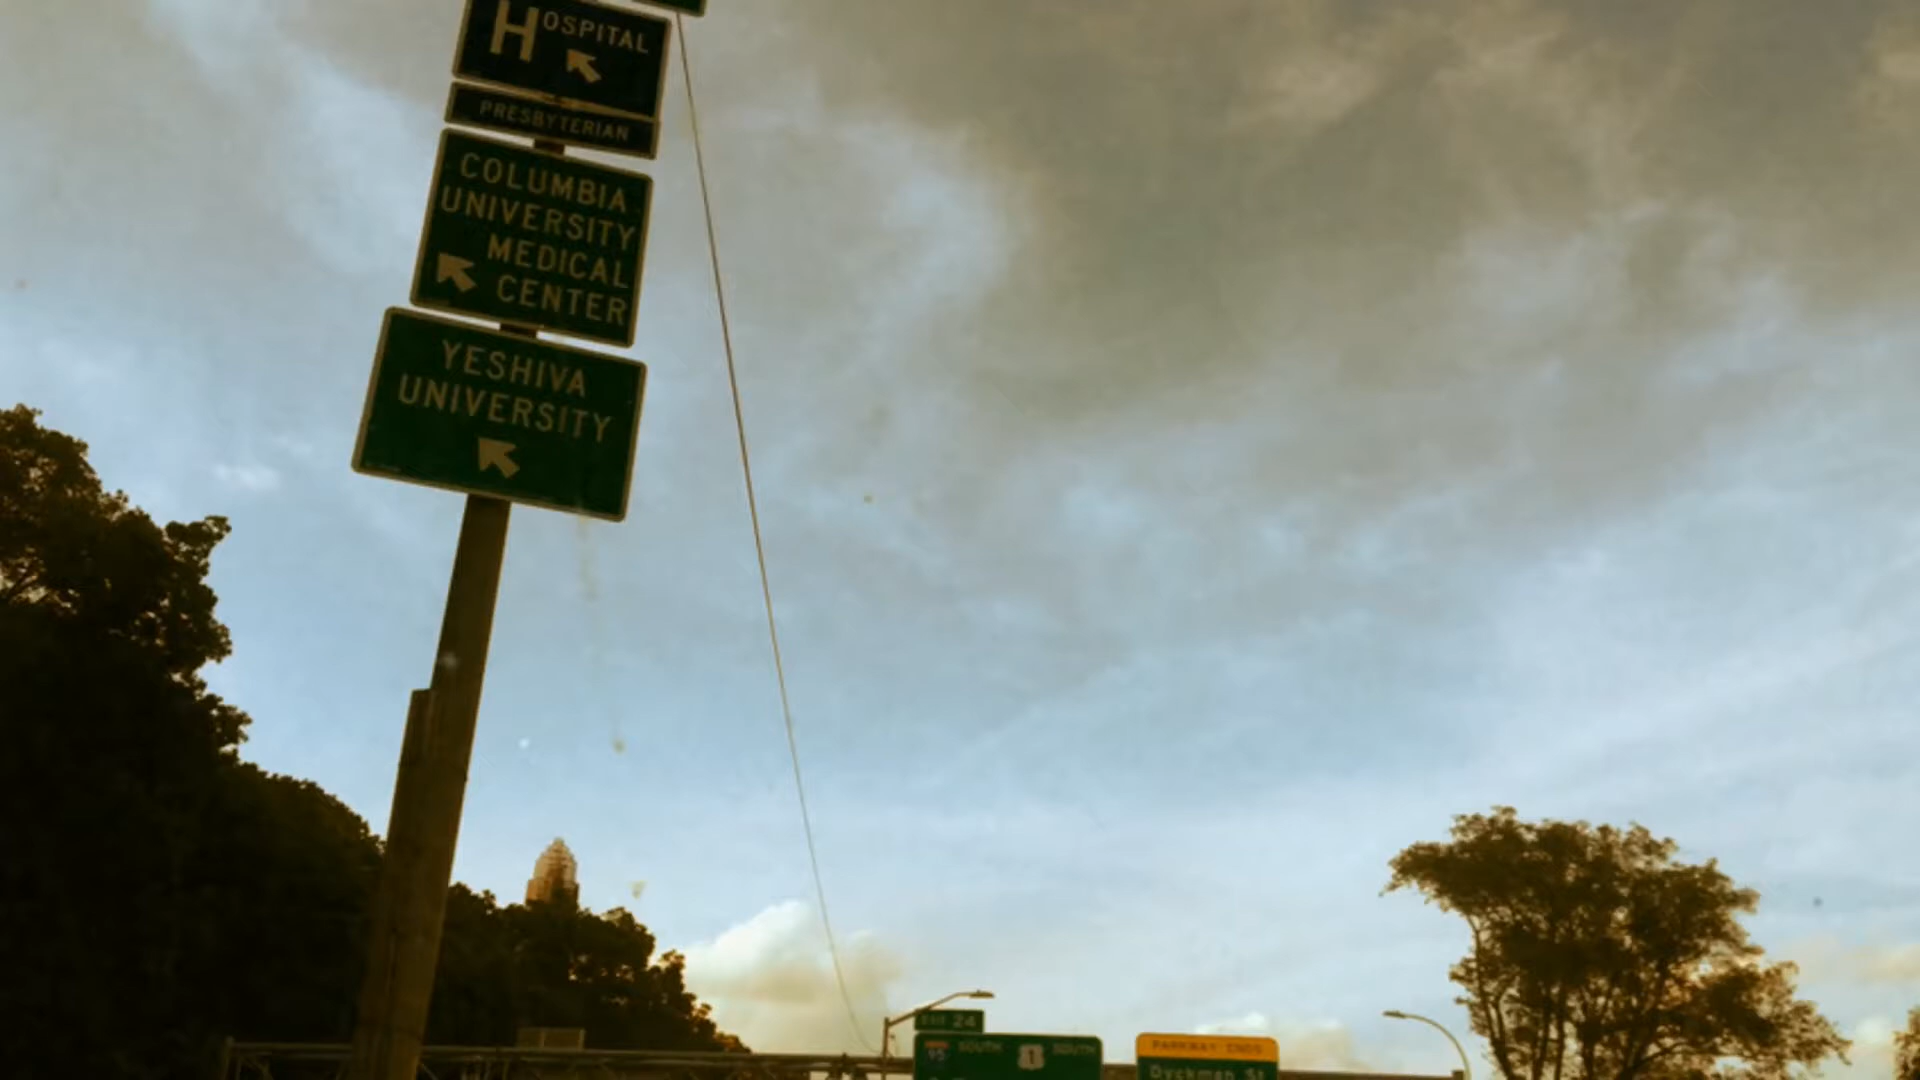 HOSPITAL
PRESBYTERIAN
COLUMBIA
UNIVERSITY
MEDICAL
CENTER
YESHIVA
UNIVERSITY
EXIT 24
95 SOUTH 1 SOUTH
PARKWAY ENDS
Dyckman St